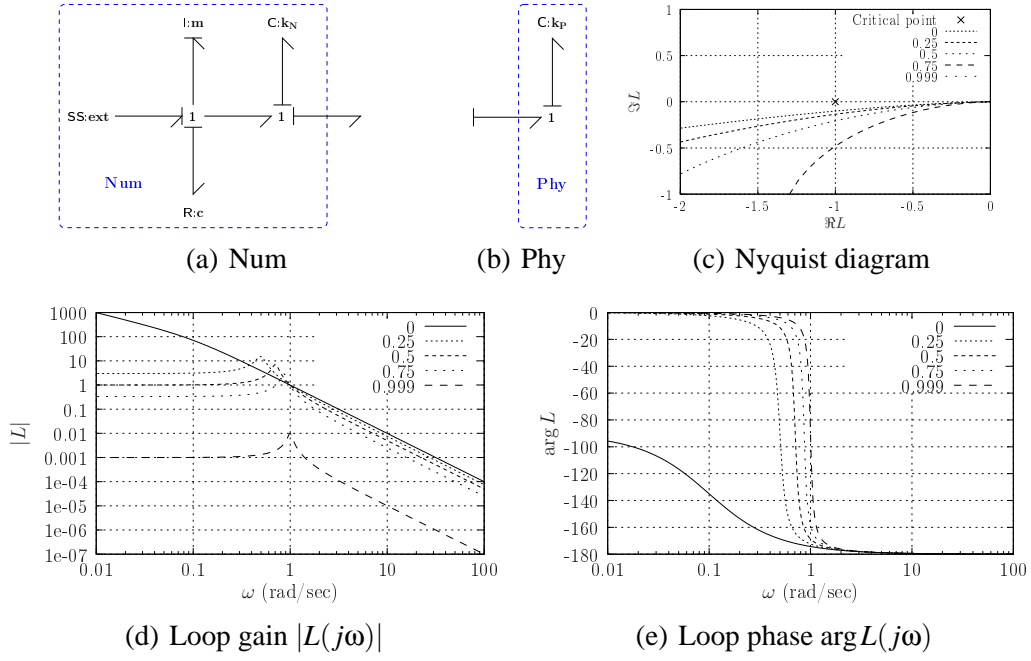 I:m
C:kN
SS:ext
1
1
Num
R:c
(a) Num
C:kP
1
Phy
(b) Phy
1
0.5
0
-0.5
-1
ℑL
-2
-1.5
-1
-0.5
0
ℜL
Critical point
0
0.25
0.5
0.75
0.999
(c) Nyquist diagram
1000
100
10
1
0.1
0.01
0.001
1e-04
1e-05
1e-06
1e-07
|L|
0.01
0.1
1
10
100
ω (rad/sec)
0
0.25
0.5
0.75
0.999
(d) Loop gain |L(jω)|
0
-20
-40
-60
-80
-100
-120
-140
-160
-180
arg L
0.01
0.1
1
10
100
ω (rad/sec)
0
0.25
0.5
0.75
0.999
(e) Loop phase arg L(jω)